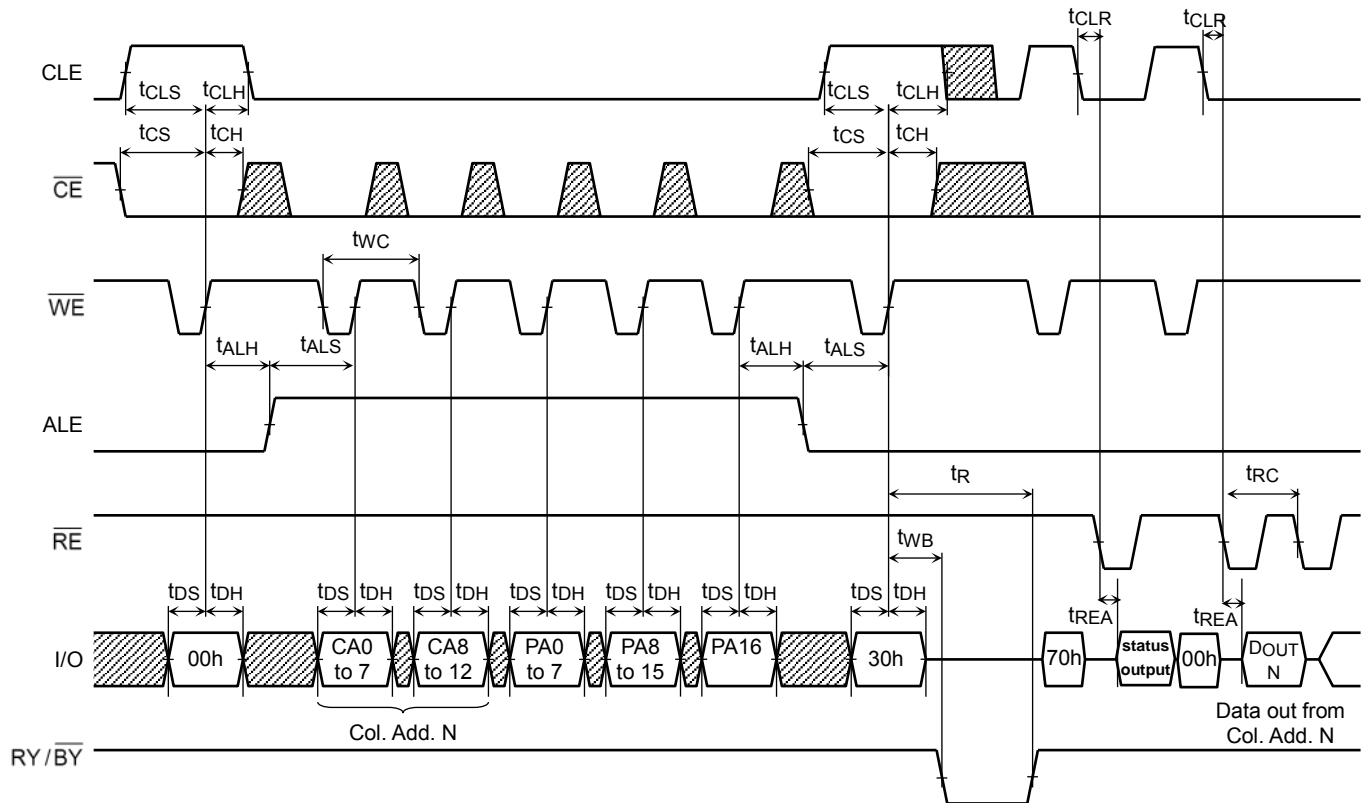 tCLR
tCLR
CLE
tCLS
tCLH
tCLS
tCLH
tCS
tCH
tCS
tCH
CE
tWC
WE
tALH
tALS
tALH
tALS
ALE
tR
tRC
RE
tWB
tDS
tDH
tDS
tDH
tDS
tDH
tDS
tDH
tDS
tDH
tDS
tDH
tDS
tDH
tREA
tREA
I/O
00h
CA0
to 7
CA8
to 12
PA0
to 7
PA8
to 15
PA16
30h
70h
status
output
00h
DOUT
N
Col. Add. N
Data out from
Col. Add. N
RY/BY